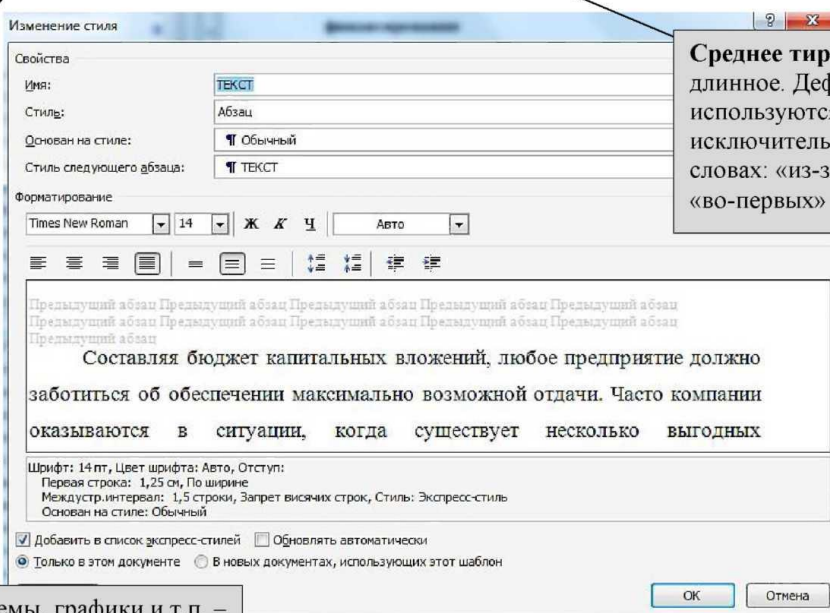 Изменение стиля
Свойства
Имя: ТЕКСТ
Стиль: Абзац
Основан на стиле: ¶ Обычный
Стиль следующего абзаца: ¶ ТЕКСТ
Форматирование
Times New Roman 14 Ж К Ч Авто
Предыдущий абзац Предыдущий абзац Предыдущий абзац Предыдущий абзац Предыдущий абзац
Предыдущий абзац Предыдущий абзац Предыдущий абзац Предыдущий абзац Предыдущий абзац
Предыдущий абзац
Составляя бюджет капитальных вложений, любое предприятие должно
заботиться об обеспечении максимально возможной отдачи. Часто компании
оказываются в ситуации, когда существует несколько выгодных
Шрифт: 14 пт, Цвет шрифта: Авто, Отступ:
Первая строка: 1,25 см, По ширине
Междустр.интервал: 1,5 строки, Запрет висячих строк, Стиль: Экспресс-стиль
Основан на стиле: Обычный
Добавить в список экспресс-стилей Обновлять автоматически
Только в этом документе В новых документах, использующих этот шаблон
ОК Отмена
Среднее тир
длинное. Деф
используютс
исключитель
словах: «из-з
«во-первых»
емы, графики и т.п. –